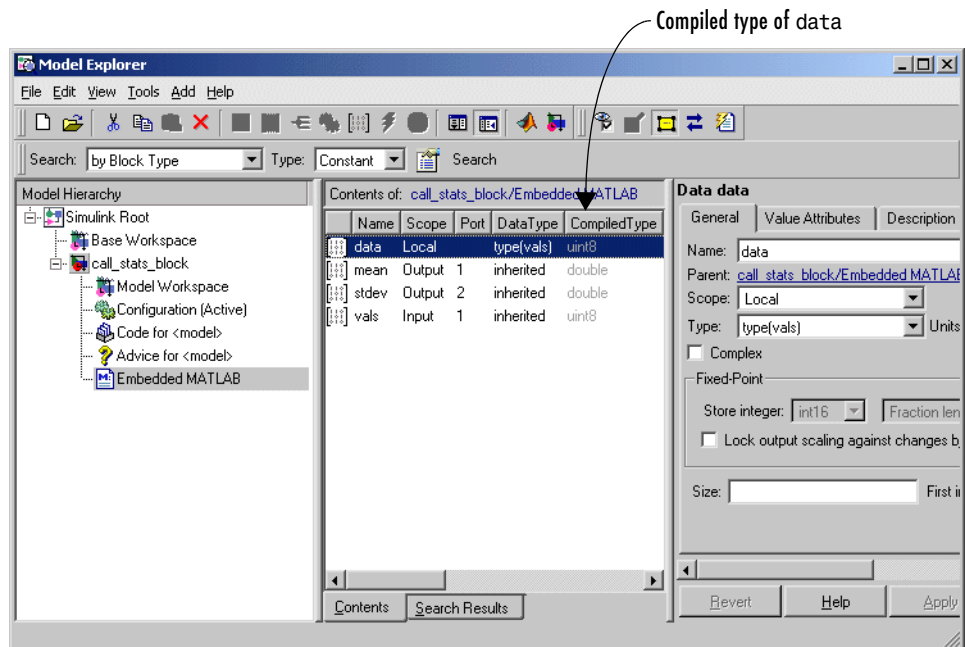 Compiled type of data
Model Explorer
File Edit View Tools Add Help
Search: by Block Type Type: Constant Search
Model Hierarchy
Simulink Root
Base Workspace
call_stats_block
Model Workspace
Configuration (Active)
Code for <model>
Advice for <model>
Embedded MATLAB
Contents of: call_stats_block/Embedded MATLAB
Name Scope Port DataType CompiledType
data Local type(vals) uint8
mean Output 1 inherited double
stdev Output 2 inherited double
vals Input 1 inherited uint8
Contents Search Results
Data data
General Value Attributes Description
Name: data
Parent: call_stats_block/Embedded MATLAB
Scope: Local
Type: type(vals) Units
Complex
Fixed-Point
Store integer: int16 Fraction len
Lock output scaling against changes b
Size: First i
Revert Help Apply